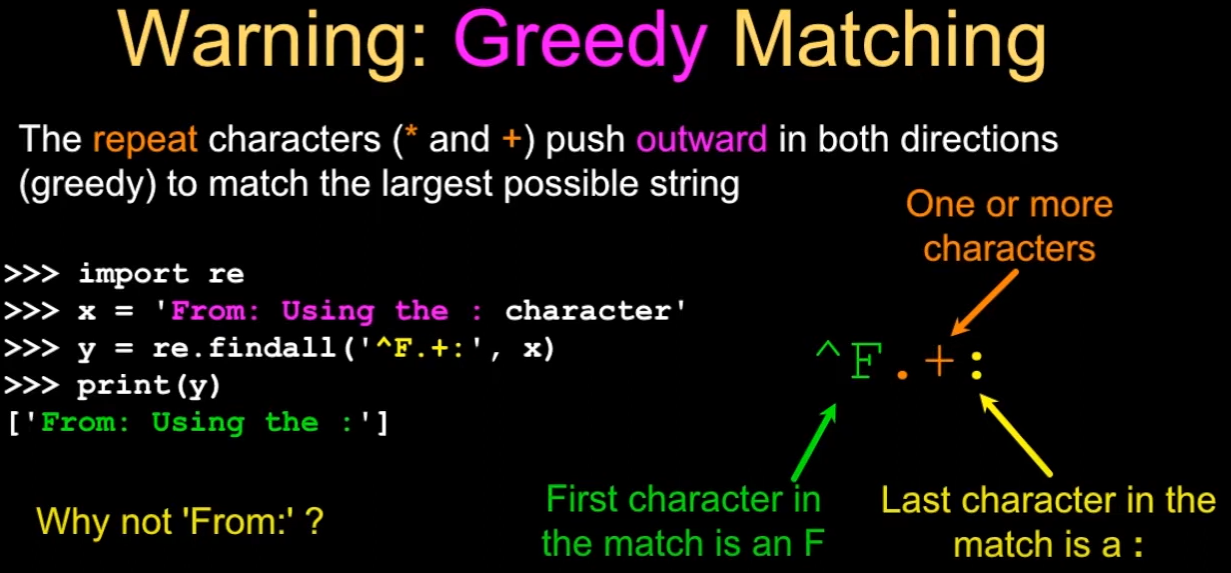 Warning: Greedy Matching
The repeat characters (* and +) push outward in both directions
(greedy) to match the largest possible string
One or more
characters
>>> import re
>>> x = 'From: Using the : character'
>>> y = re.findall('^F.+:', x)
>>> print(y)
['From: Using the :']
^F.+:
Why not 'From:' ?
First character in
the match is an F
Last character in the
match is a :